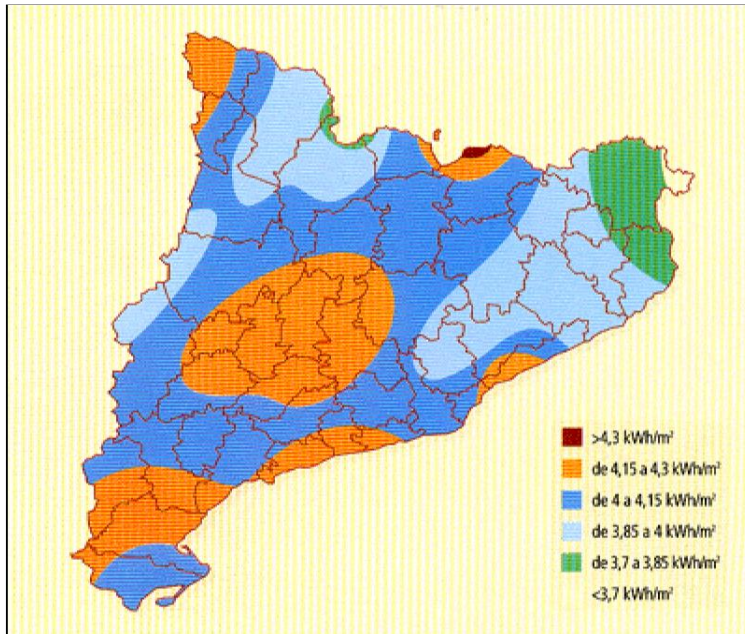 >4,3 kWh/m²
de 4,15 a 4,3 kWh/m²
de 4 a 4,15 kWh/m²
de 3,85 a 4 kWh/m²
de 3,7 a 3,85 kWh/m²
<3,7 kWh/m²